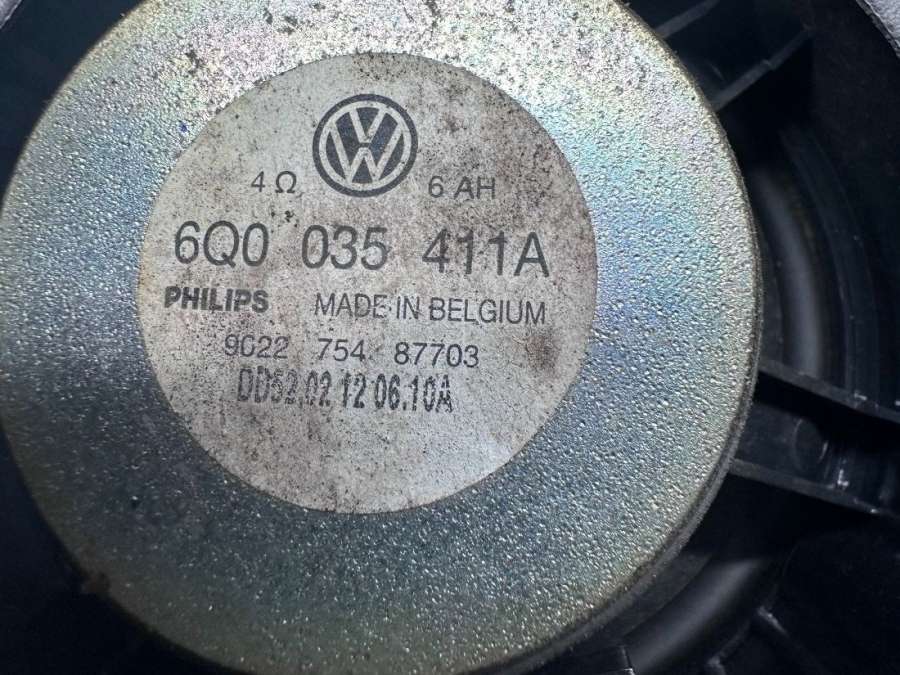 VW
4 Ω 6 AH
6Q0 035 411A
PHILIPS MADE IN BELGIUM
9022 754 87703
DD52.02 12 06.10A